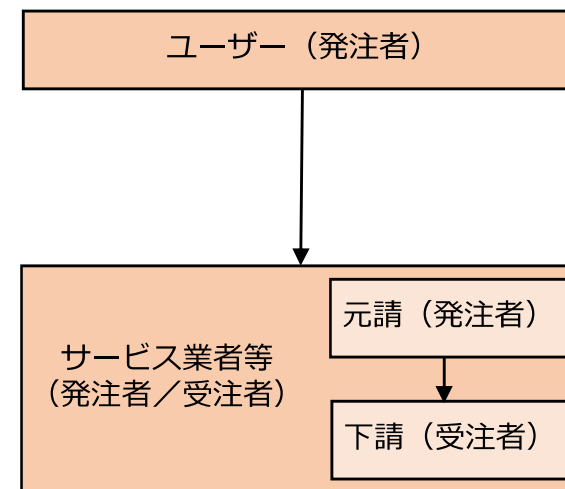 ユーザー（発注者）
サービス業者等
（発注者／受注者）
元請（発注者）
下請（受注者）